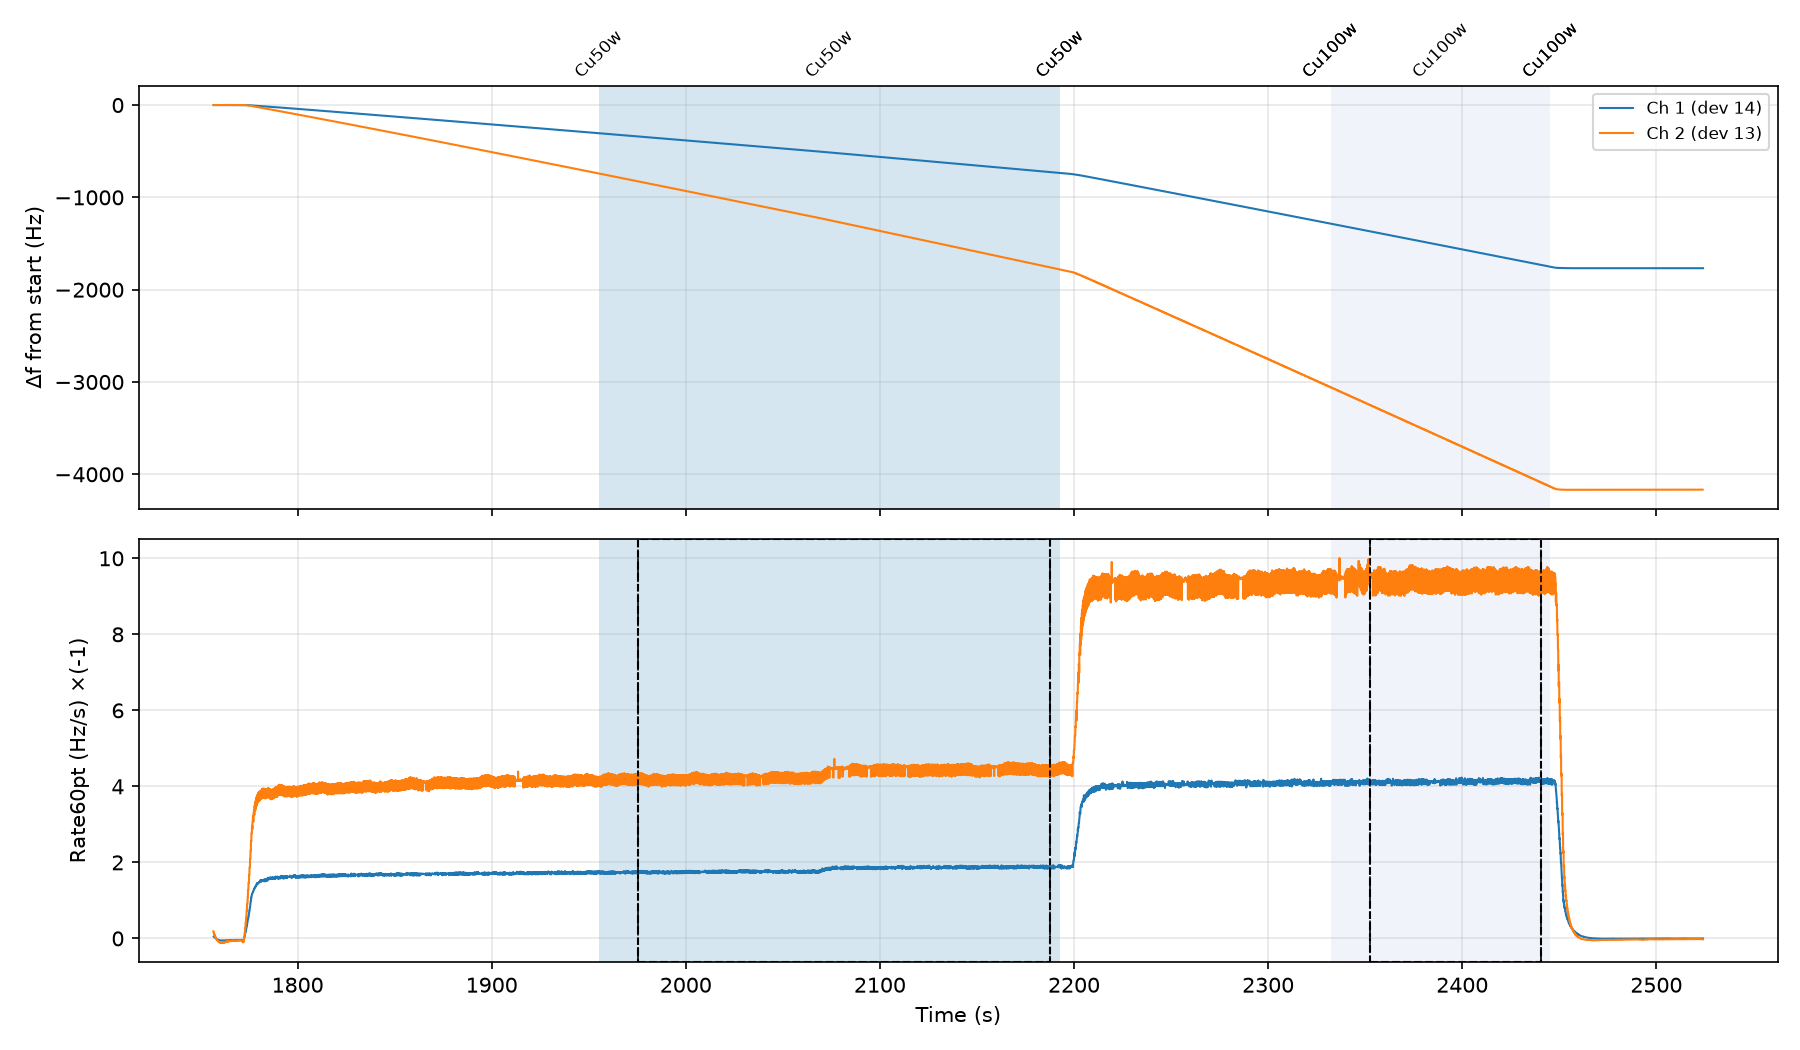 Cu50w
Cu50w
Cu50w
Cu100w
Cu100w
Cu100w
Δf from start (Hz)
0
−1000
−2000
−3000
−4000
Ch 1 (dev 14)
Ch 2 (dev 13)
Rate60pt (Hz/s) ×(-1)
10
8
6
4
2
0
1800 1900 2000 2100 2200 2300 2400 2500
Time (s)